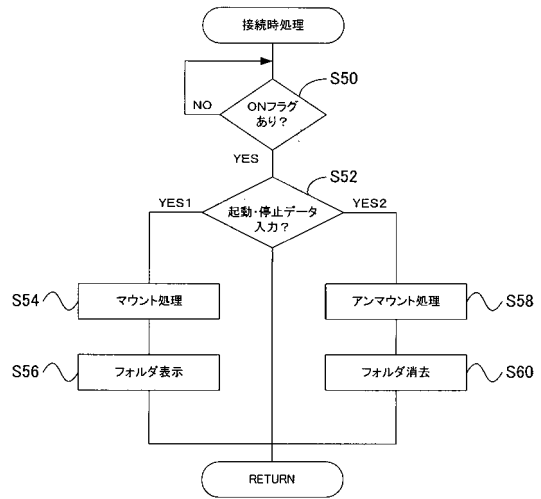 接続時処理
S50
ONフラグ
あり？
NO
YES
S52
起動・停止データ
入力？
YES1
YES2
S54
マウント処理
アンマウント処理
S58
S56
フォルダ表示
フォルダ消去
S60
RETURN